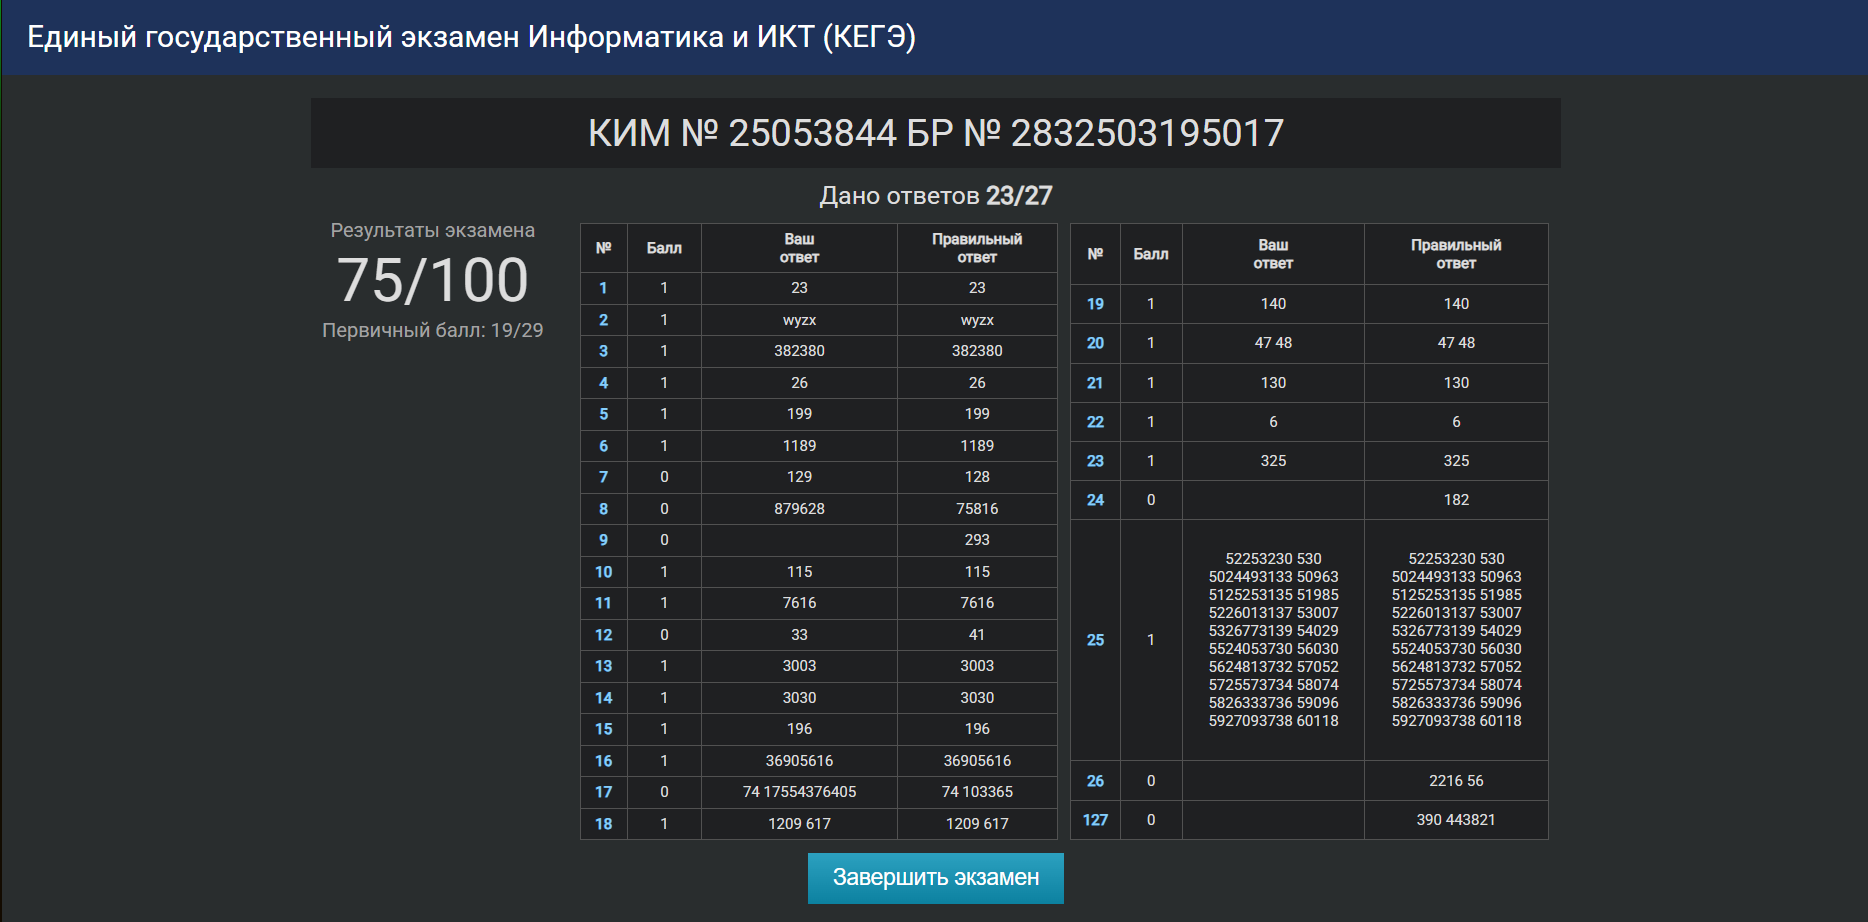 Единый государственный экзамен Информатика и ИКТ (КЕГЭ)
КИМ № 25053844 БР № 2832503195017
Дано ответов 23/27
Результаты экзамена
75/100
Первичный балл: 19/29
№ Балл Ваш ответ Правильный ответ
1 1 23 23
2 1 wyzx wyzx
3 1 382380 382380
4 1 26 26
5 1 199 199
6 1 1189 1189
7 0 129 128
8 0 879628 75816
9 0 293
10 1 115 115
11 1 7616 7616
12 0 33 41
13 1 3003 3003
14 1 3030 3030
15 1 196 196
16 1 36905616 36905616
17 0 74 17554376405 74 103365
18 1 1209 617 1209 617
№ Балл Ваш ответ Правильный ответ
19 1 140 140
20 1 47 48 47 48
21 1 130 130
22 1 6 6
23 1 325 325
24 0 182
25 1
52253230 530 52253230 530
5024493133 50963 5024493133 50963
5125253135 51985 5125253135 51985
5226013137 53007 5226013137 53007
5326773139 54029 5326773139 54029
5524053730 56030 5524053730 56030
5624813732 57052 5624813732 57052
5725573734 58074 5725573734 58074
5826333736 59096 5826333736 59096
5927093738 60118 5927093738 60118
26 0 2216 56
127 0 390 443821
Завершить экзамен